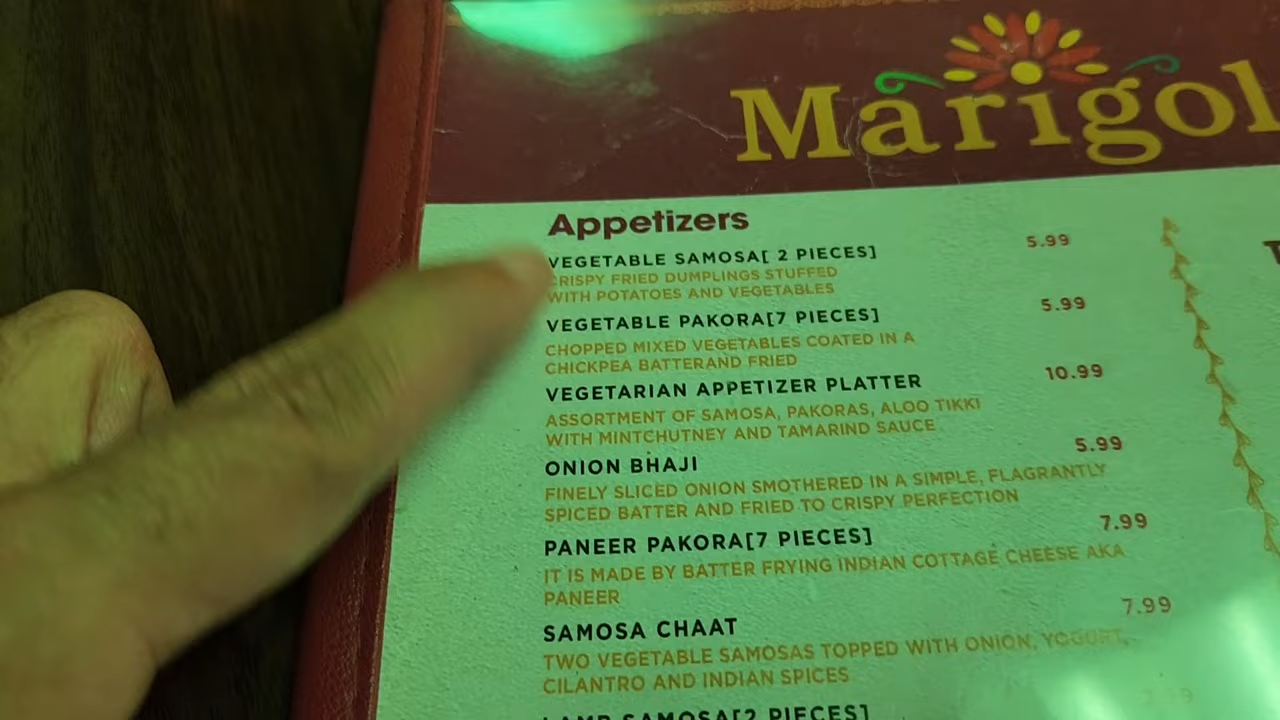 Marigol
Appetizers
VEGETABLE SAMOSA[ 2 PIECES] 5.99
CRISPY FRIED DUMPLINGS STUFFED
WITH POTATOES AND VEGETABLES
VEGETABLE PAKORA[7 PIECES] 5.99
CHOPPED MIXED VEGETABLES COATED IN A
CHICKPEA BATTERAND FRIED
VEGETARIAN APPETIZER PLATTER 10.99
ASSORTMENT OF SAMOSA, PAKORAS, ALOO TIKKI
WITH MINTCHUTNEY AND TAMARIND SAUCE
ONION BHAJI 5.99
FINELY SLICED ONION SMOTHERED IN A SIMPLE, FLAGRANTLY
SPICED BATTER AND FRIED TO CRISPY PERFECTION
PANEER PAKORA[7 PIECES] 7.99
IT IS MADE BY BATTER FRYING INDIAN COTTAGE CHEESE AKA
PANEER
SAMOSA CHAAT 7.99
TWO VEGETABLE SAMOSAS TOPPED WITH ONION, YOGURT,
CILANTRO AND INDIAN SPICES
LAMB SAMOSA[2 PIECES]